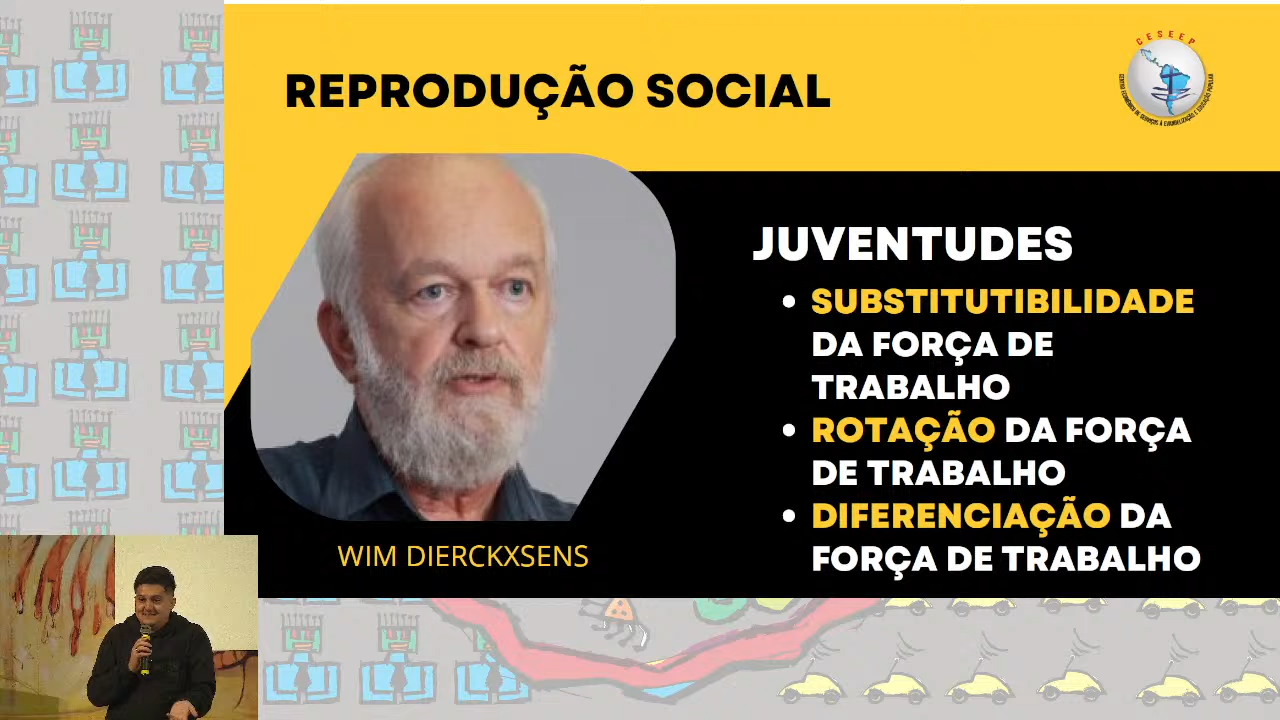 CESEEP
REPRODUÇÃO SOCIAL
JUVENTUDES
• SUBSTITUTIBILIDADE
DA FORÇA DE
TRABALHO
• ROTAÇÃO DA FORÇA
DE TRABALHO
• DIFERENCIAÇÃO DA
FORÇA DE TRABALHO
WIM DIERCKXSENS